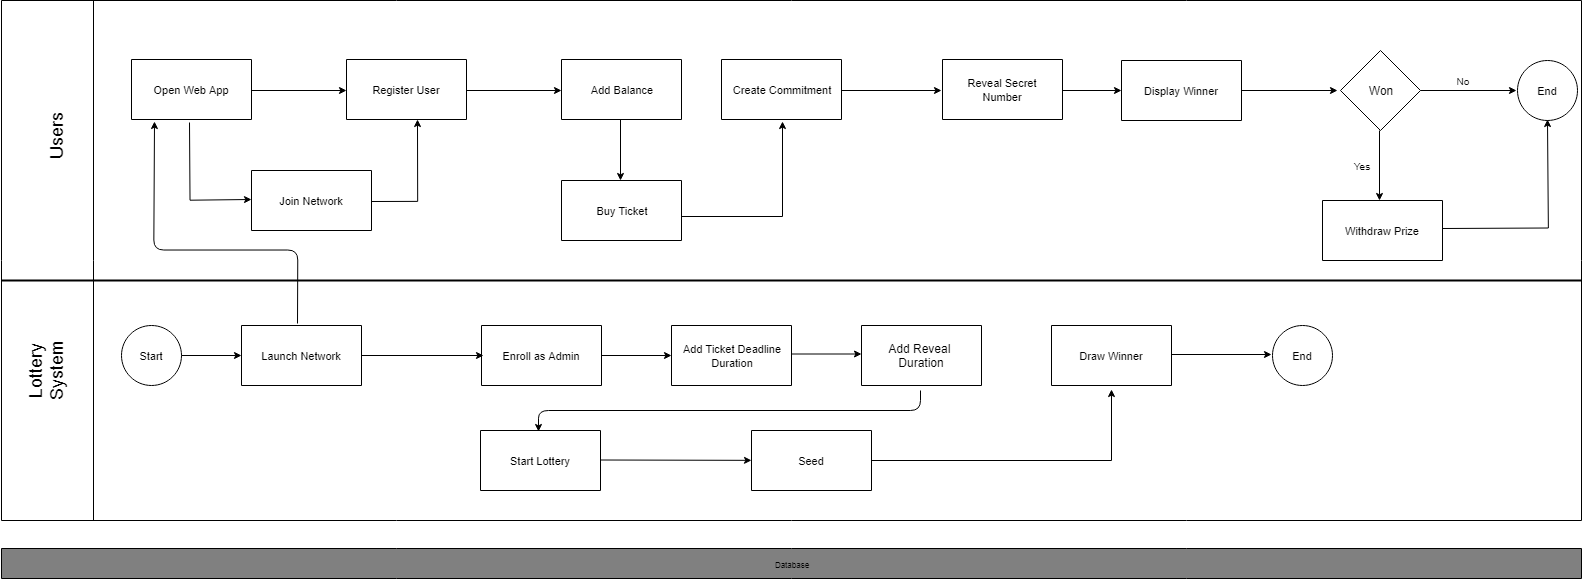 Users
Open Web App
Register User
Add Balance
Create Commitment
Reveal Secret
Number
Display Winner
Won
No
End
Yes
Join Network
Buy Ticket
Withdraw Prize
Lottery
System
Start
Launch Network
Enroll as Admin
Add Ticket Deadline
Duration
Add Reveal
Duration
Draw Winner
End
Start Lottery
Seed
Database